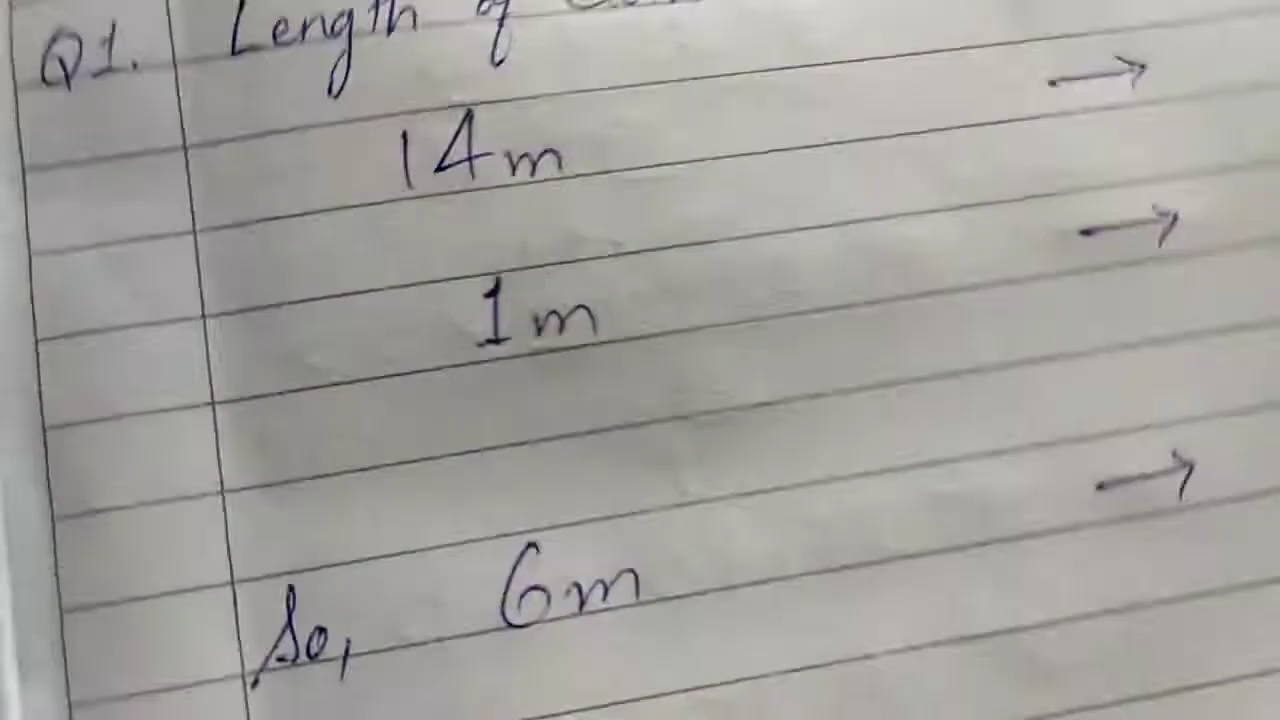 Q1. Length of
14m →
1m →
So, 6m →